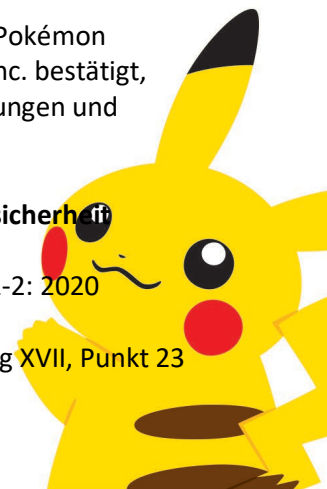 Pokémon
nc. bestätigt,
ungen und
sicherheit
-2: 2020
g XVII, Punkt 23